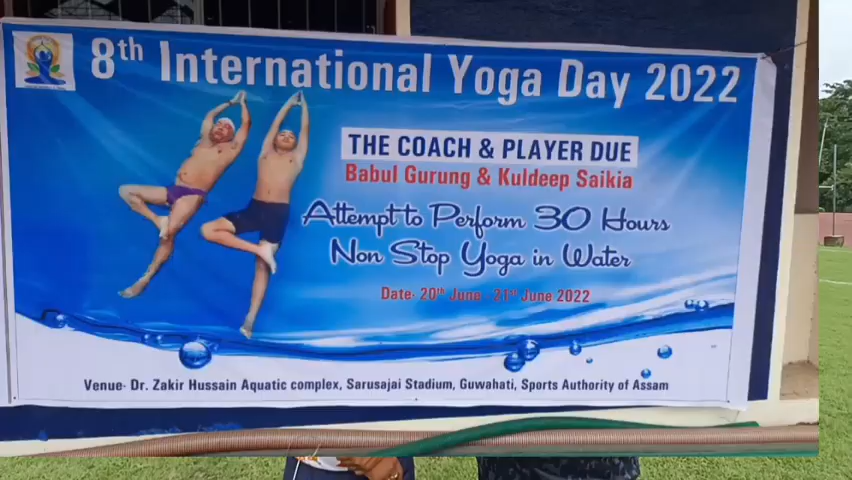 8th International Yoga Day 2022
THE COACH & PLAYER DUE
Babul Gurung & Kuldeep Saikia
Attempt to Perform 30 Hours
Non Stop Yoga in Water
Date- 20th June - 21st June 2022
Venue- Dr. Zakir Hussain Aquatic complex, Sarusajai Stadium, Guwahati, Sports Authority of Assam